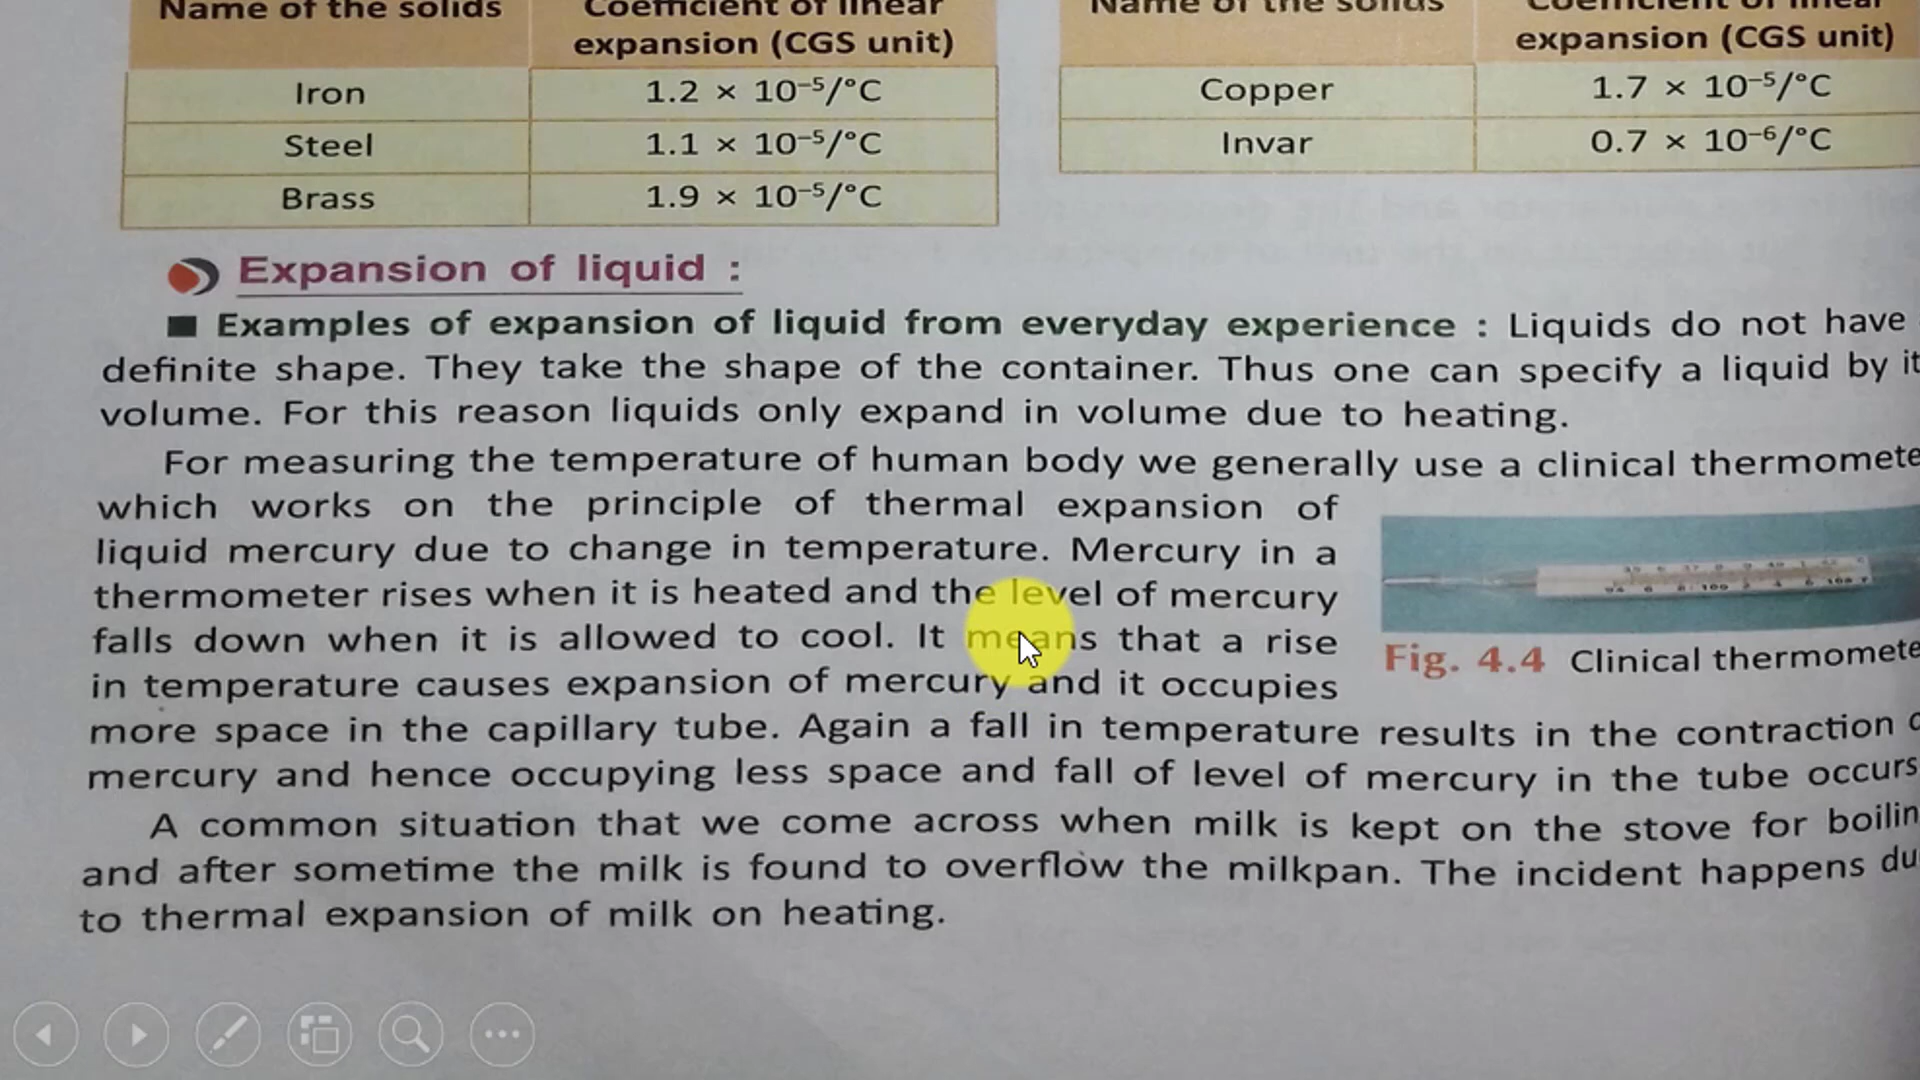 Name of the solids
Coefficient of linear
expansion (CGS unit)
Iron 1.2 × 10⁻⁵/°C
Steel 1.1 × 10⁻⁵/°C
Brass 1.9 × 10⁻⁵/°C
Name of the solids
Coefficient of linear
expansion (CGS unit)
Copper 1.7 × 10⁻⁵/°C
Invar 0.7 × 10⁻⁶/°C
Expansion of liquid :
Examples of expansion of liquid from everyday experience : Liquids do not have
definite shape. They take the shape of the container. Thus one can specify a liquid by
volume. For this reason liquids only expand in volume due to heating.
For measuring the temperature of human body we generally use a clinical thermomete
which works on the principle of thermal expansion of
liquid mercury due to change in temperature. Mercury in a
thermometer rises when it is heated and the level of mercury
falls down when it is allowed to cool. It means that a rise
in temperature causes expansion of mercury and it occupies
more space in the capillary tube. Again a fall in temperature results in the contraction
mercury and hence occupying less space and fall of level of mercury in the tube occurs
Fig. 4.4 Clinical thermomete
A common situation that we come across when milk is kept on the stove for boilin
and after sometime the milk is found to overflow the milkpan. The incident happens du
to thermal expansion of milk on heating.